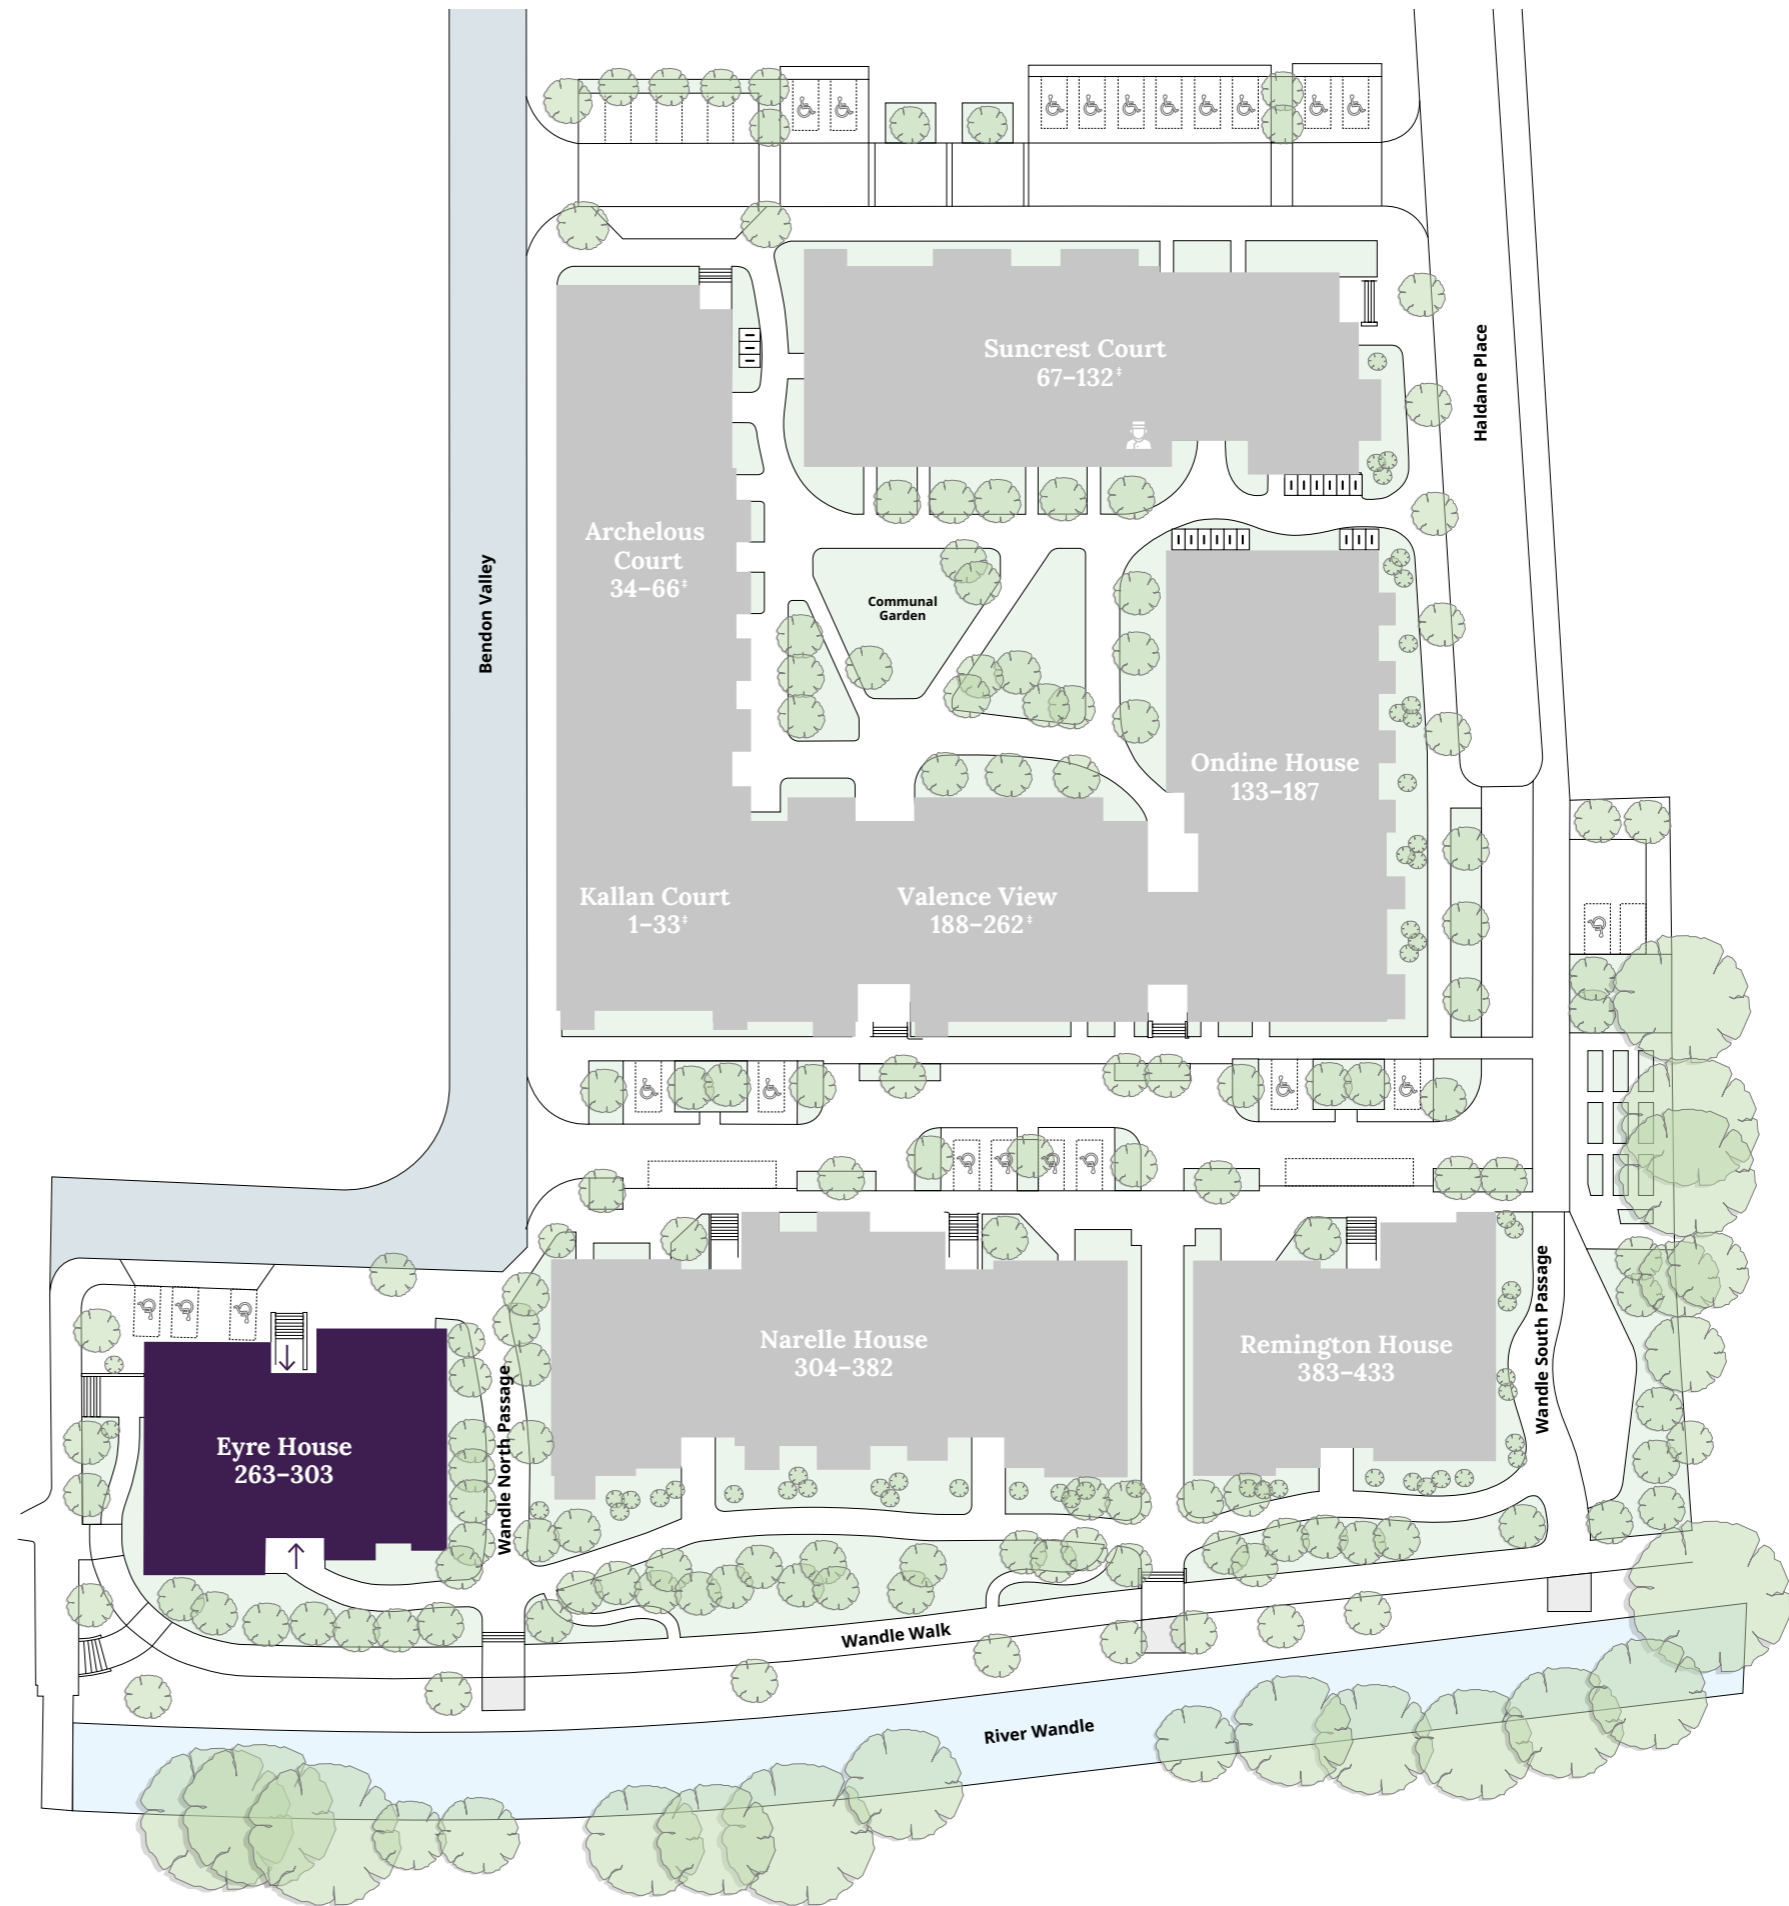 Suncrest Court
67–132‡
Haldane Place
Archelous
Court
34–66‡
Bendon Valley
Communal
Garden
Ondine House
133–187
Kallan Court
1–33‡
Valence View
188–262‡
Narelle House
304–382
Remington House
383–433
Wandle South Passage
Wandle North Passage
Eyre House
263–303
Wandle Walk
River Wandle